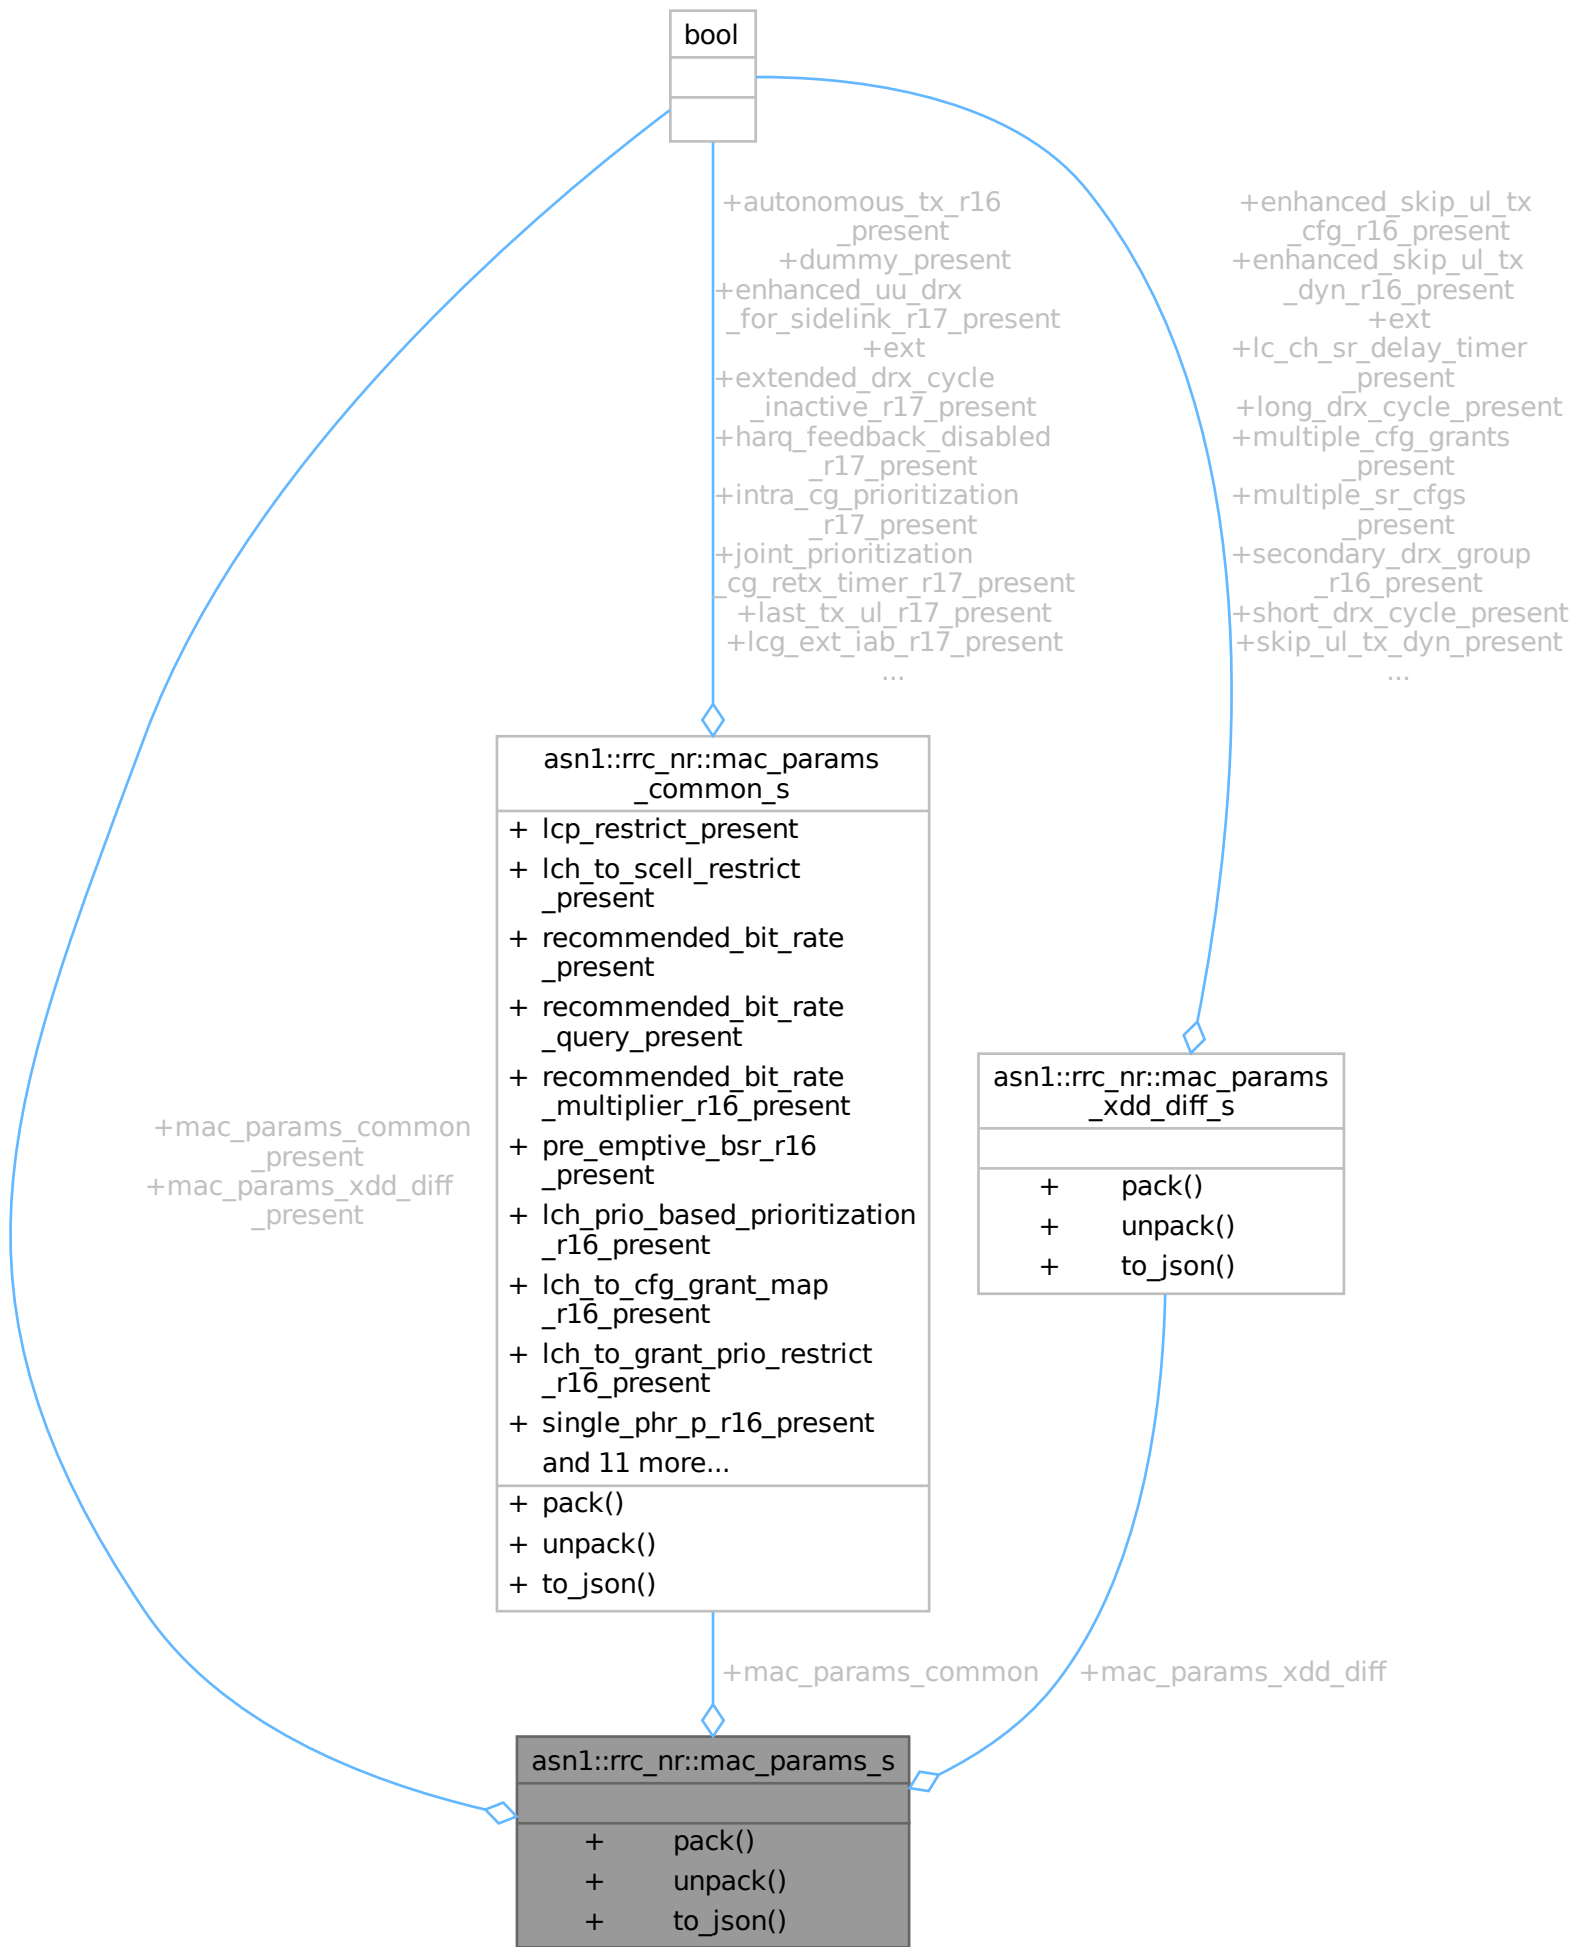 bool
+autonomous_tx_r16
_present
+dummy_present
+enhanced_uu_drx
_for_sidelink_r17_present
+ext
+extended_drx_cycle
_inactive_r17_present
+harq_feedback_disabled
_r17_present
+intra_cg_prioritization
_r17_present
+joint_prioritization
_cg_retx_timer_r17_present
+last_tx_ul_r17_present
+lcg_ext_iab_r17_present
...
+enhanced_skip_ul_tx
_cfg_r16_present
+enhanced_skip_ul_tx
_dyn_r16_present
+ext
+lc_ch_sr_delay_timer
_present
+long_drx_cycle_present
+multiple_cfg_grants
_present
+multiple_sr_cfgs
_present
+secondary_drx_group
_r16_present
+short_drx_cycle_present
+skip_ul_tx_dyn_present
...
asn1::rrc_nr::mac_params
_common_s
+ lcp_restrict_present
+ lch_to_scell_restrict
_present
+ recommended_bit_rate
_present
+ recommended_bit_rate
_query_present
+ recommended_bit_rate
_multiplier_r16_present
+ pre_emptive_bsr_r16
_present
+ lch_prio_based_prioritization
_r16_present
+ lch_to_cfg_grant_map
_r16_present
+ lch_to_grant_prio_restrict
_r16_present
+ single_phr_p_r16_present
and 11 more...
+ pack()
+ unpack()
+ to_json()
asn1::rrc_nr::mac_params
_xdd_diff_s
+ pack()
+ unpack()
+ to_json()
+mac_params_common
_present
+mac_params_xdd_diff
_present
+mac_params_common
+mac_params_xdd_diff
asn1::rrc_nr::mac_params_s
+ pack()
+ unpack()
+ to_json()